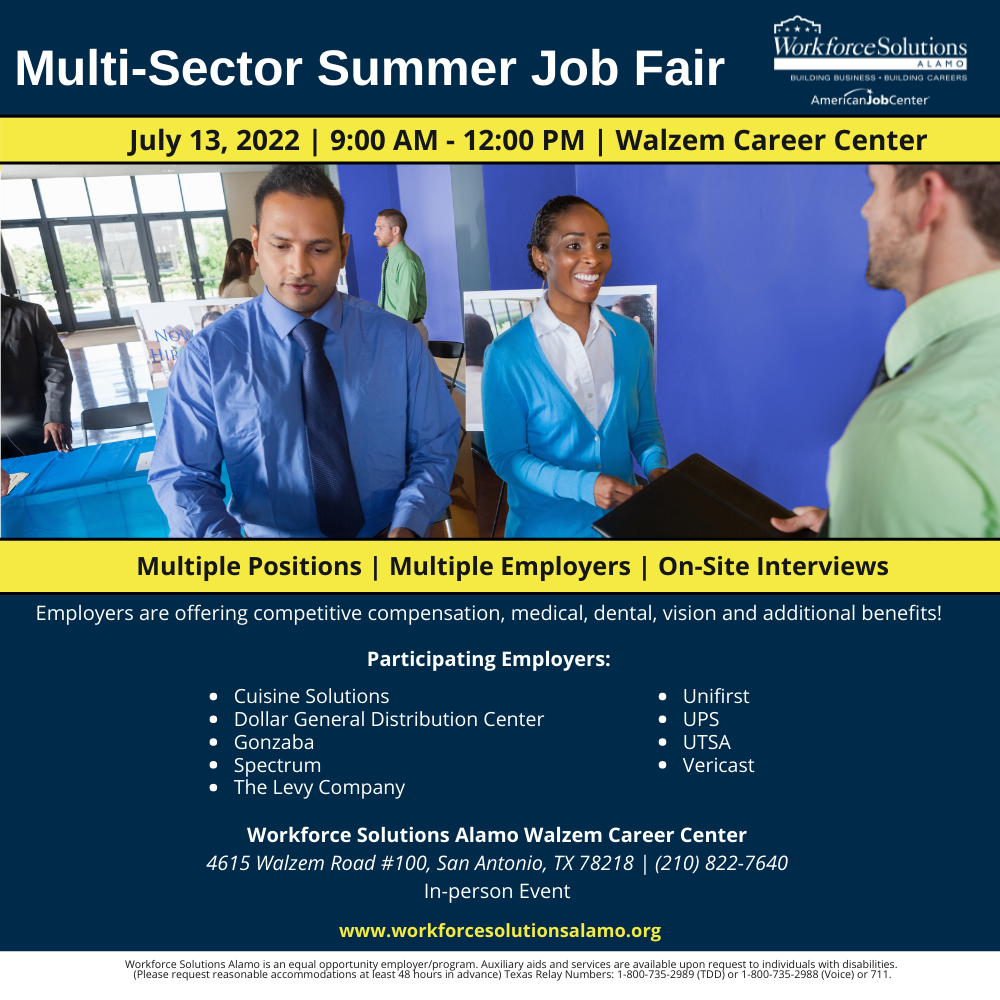 Multi-Sector Summer Job Fair
Workforce Solutions
ALAMO
BUILDING BUSINESS • BUILDING CAREERS
AmericanJobCenter
July 13, 2022 | 9:00 AM - 12:00 PM | Walzem Career Center
NOW
HIR
Multiple Positions | Multiple Employers | On-Site Interviews
Employers are offering competitive compensation, medical, dental, vision and additional benefits!
Participating Employers:
• Cuisine Solutions
• Dollar General Distribution Center
• Gonzaba
• Spectrum
• The Levy Company
• Unifirst
• UPS
• UTSA
• Vericast
Workforce Solutions Alamo Walzem Career Center
4615 Walzem Road #100, San Antonio, TX 78218 | (210) 822-7640
In-person Event
www.workforcesolutionsalamo.org
Workforce Solutions Alamo is an equal opportunity employer/program. Auxiliary aids and services are available upon request to individuals with disabilities.
(Please request reasonable accommodations at least 48 hours in advance) Texas Relay Numbers: 1-800-735-2989 (TDD) or 1-800-735-2988 (Voice) or 711.